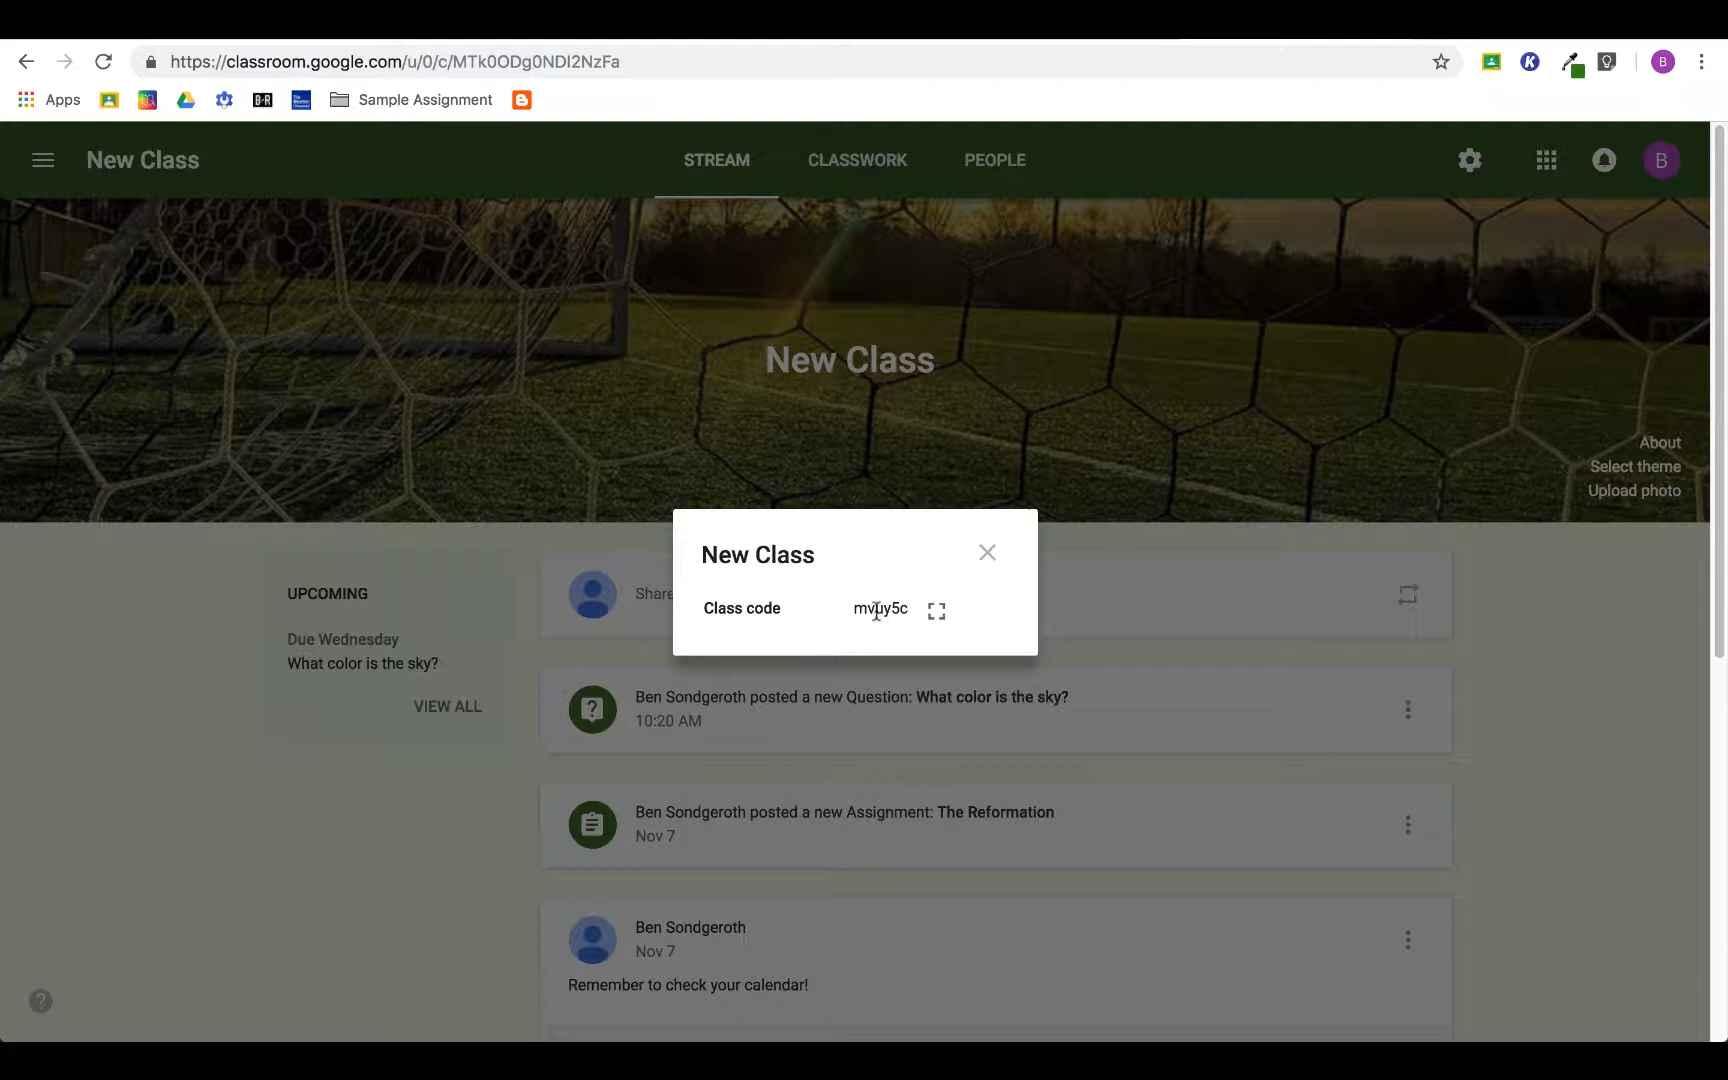 https://classroom.google.com/u/0/c/MTk0ODg0NDI2NzFa
K
B
Apps
B/R
Sample Assignment
New Class
STREAM
CLASSWORK
PEOPLE
B
New Class
About
Select theme
Upload photo
New Class
Class code
mvuy5c
UPCOMING
Due Wednesday
What color is the sky?
VIEW ALL
Share
Ben Sondgeroth posted a new Question: What color is the sky?
10:20 AM
Ben Sondgeroth posted a new Assignment: The Reformation
Nov 7
Ben Sondgeroth
Nov 7
Remember to check your calendar!
?